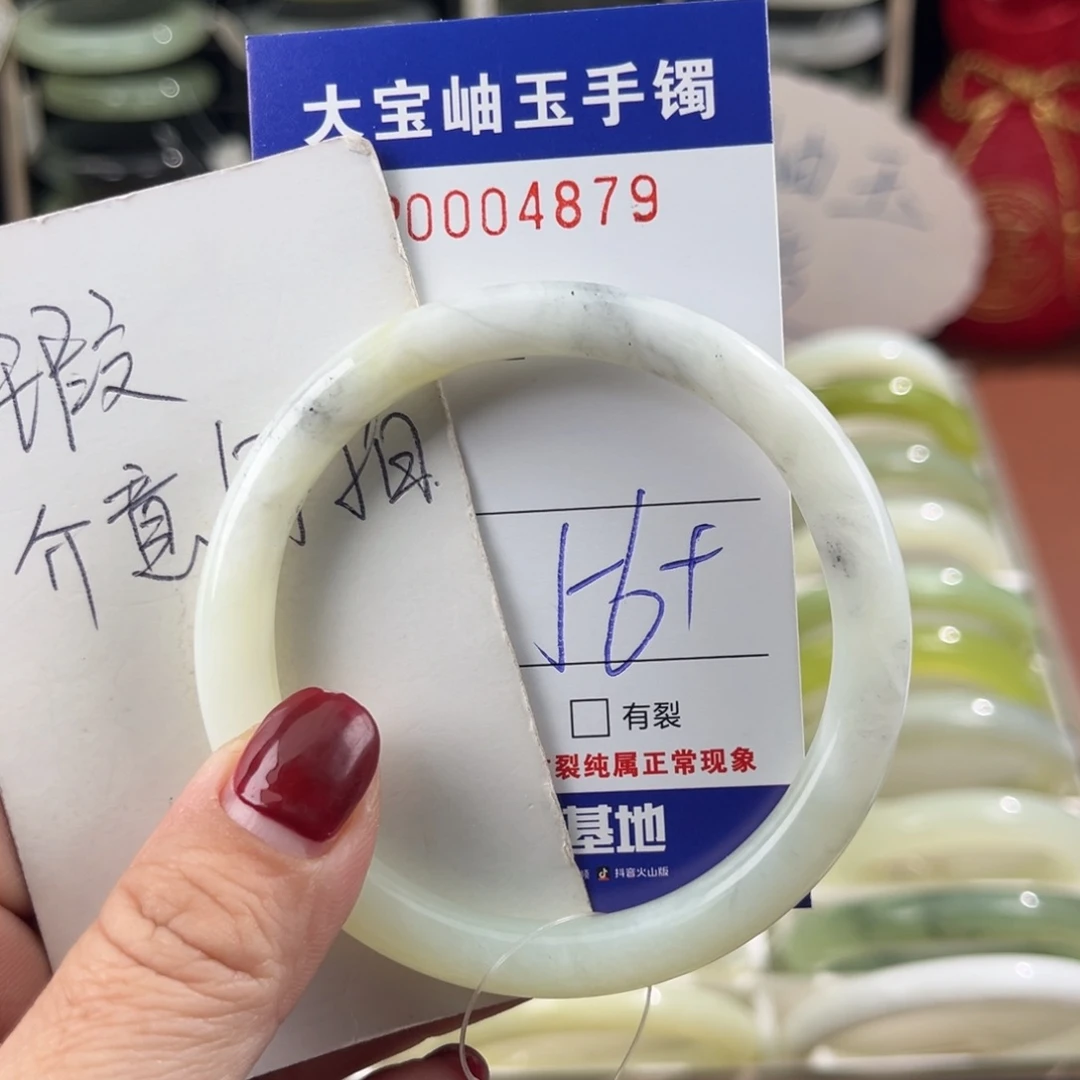 大宝岫玉手镯
0004879
瑕
介意 拍
56+
有裂
裂纯属正常现象
基地
抖音火山版